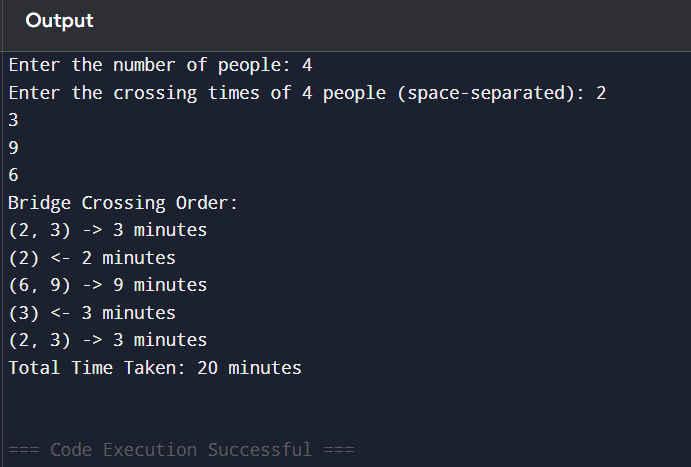 Output
Enter the number of people: 4
Enter the crossing times of 4 people (space-separated): 2
3
9
6
Bridge Crossing Order:
(2, 3) -> 3 minutes
(2) <- 2 minutes
(6, 9) -> 9 minutes
(3) <- 3 minutes
(2, 3) -> 3 minutes
Total Time Taken: 20 minutes
=== Code Execution Successful ===